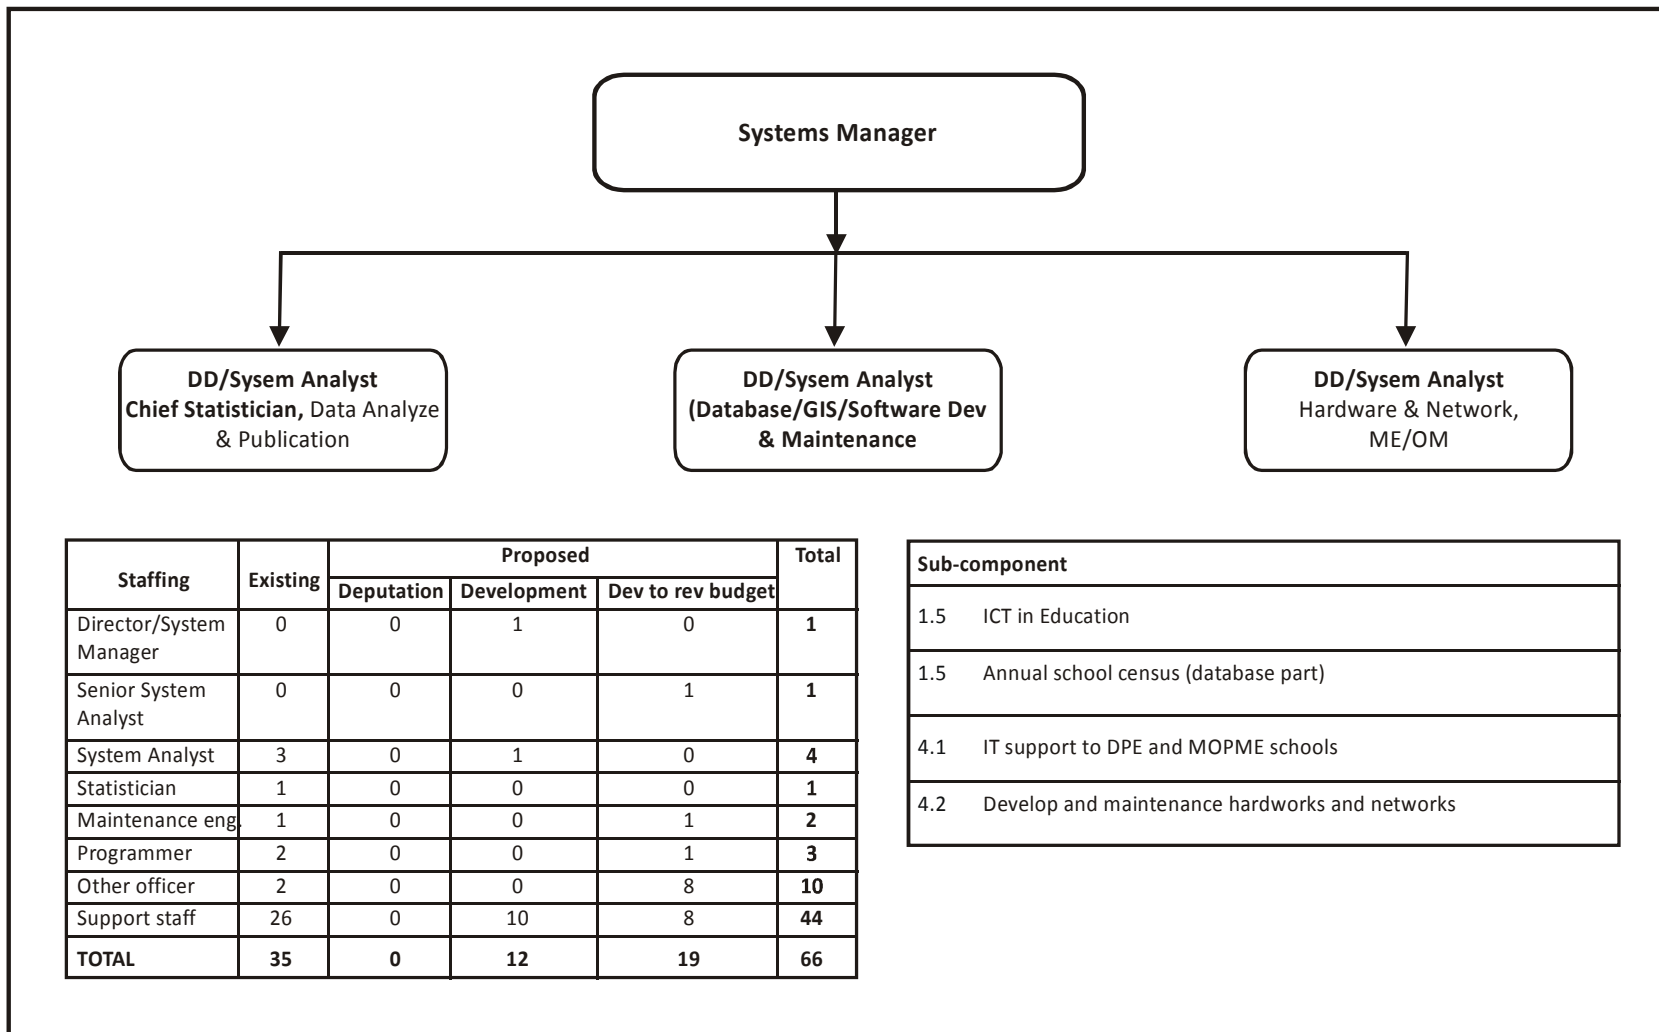 Systems Manager
DD/Sysem Analyst
Chief Statistician, Data Analyze
& Publication
DD/Sysem Analyst
(Database/GIS/Software Dev
& Maintenance
DD/Sysem Analyst
Hardware & Network,
ME/OM
Staffing Existing Proposed Total
Deputation Development Dev to rev budget
Director/System 0 0 1 0 1
Manager
Senior System 0 0 0 1 1
Analyst
System Analyst 3 0 1 0 4
Statistician 1 0 0 0 1
Maintenance eng. 1 0 0 1 2
Programmer 2 0 0 1 3
Other officer 2 0 0 8 10
Support staff 26 0 10 8 44
TOTAL 35 0 12 19 66
Sub-component
1.5 ICT in Education
1.5 Annual school census (database part)
4.1 IT support to DPE and MOPME schools
4.2 Develop and maintenance hardworks and networks